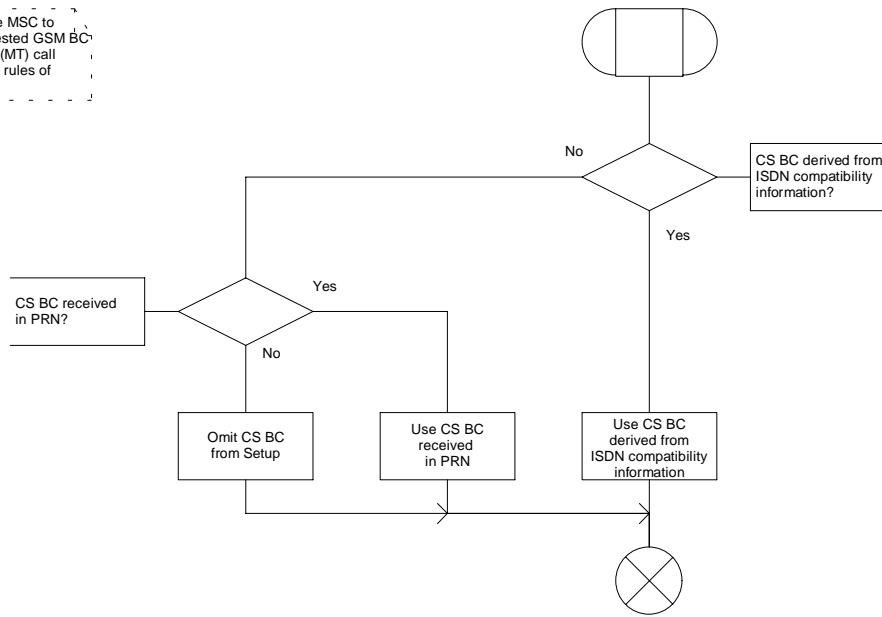 MSC to
ested GSM BC
(MT) call
rules of
No
CS BC derived from
ISDN compatibility
information?
Yes
Yes
CS BC received
in PRN?
No
Omit CS BC
from Setup
Use CS BC
received
in PRN
Use CS BC
derived from
ISDN compatibility
information